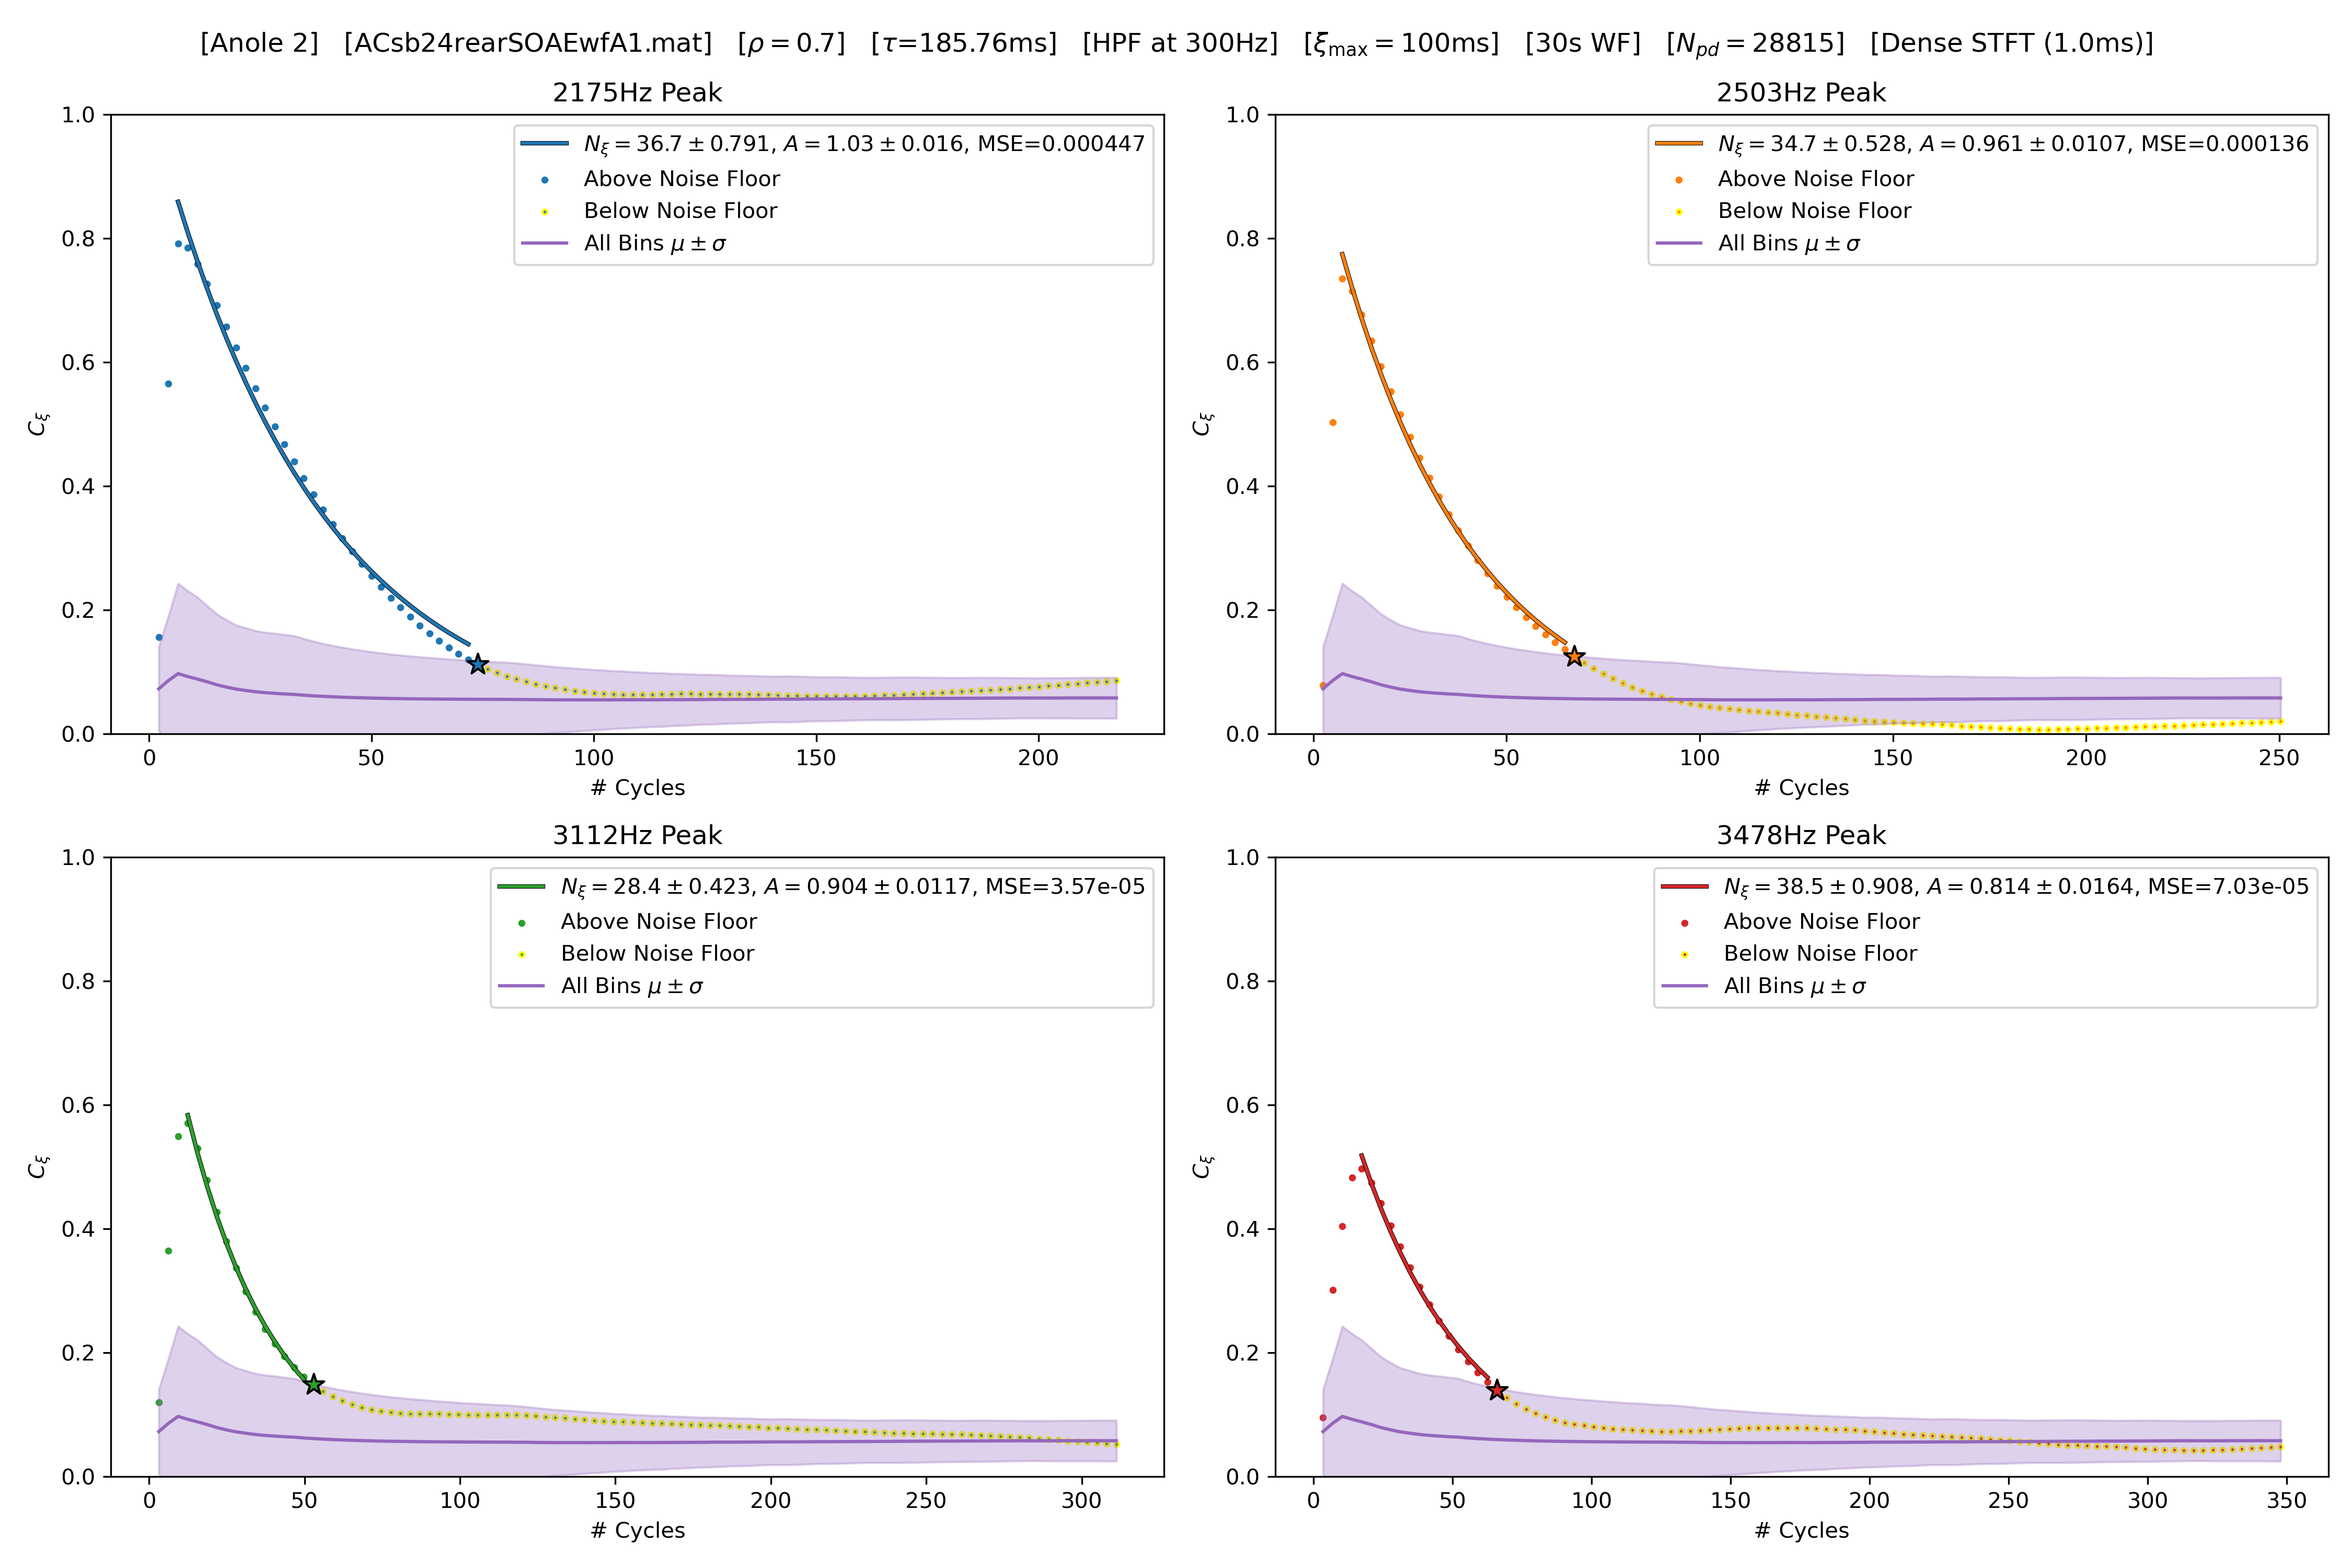 [Anole 2] [ACsb24rearSOAEwfA1.mat] [ρ = 0.7] [τ=185.76ms] [HPF at 300Hz] [ξmax = 100ms] [30s WF] [Npd = 28815] [Dense STFT (1.0ms)]
2175Hz Peak
Nξ = 36.7 ± 0.791, A = 1.03 ± 0.016, MSE=0.000447
Above Noise Floor
Below Noise Floor
All Bins μ ± σ
1.0
0.8
0.6
0.4
0.2
0.0
Cξ
0 50 100 150 200
# Cycles
2503Hz Peak
Nξ = 34.7 ± 0.528, A = 0.961 ± 0.0107, MSE=0.000136
Above Noise Floor
Below Noise Floor
All Bins μ ± σ
1.0
0.8
0.6
0.4
0.2
0.0
Cξ
0 50 100 150 200 250
# Cycles
3112Hz Peak
Nξ = 28.4 ± 0.423, A = 0.904 ± 0.0117, MSE=3.57e-05
Above Noise Floor
Below Noise Floor
All Bins μ ± σ
1.0
0.8
0.6
0.4
0.2
0.0
Cξ
0 50 100 150 200 250 300
# Cycles
3478Hz Peak
Nξ = 38.5 ± 0.908, A = 0.814 ± 0.0164, MSE=7.03e-05
Above Noise Floor
Below Noise Floor
All Bins μ ± σ
1.0
0.8
0.6
0.4
0.2
0.0
Cξ
0 50 100 150 200 250 300 350
# Cycles